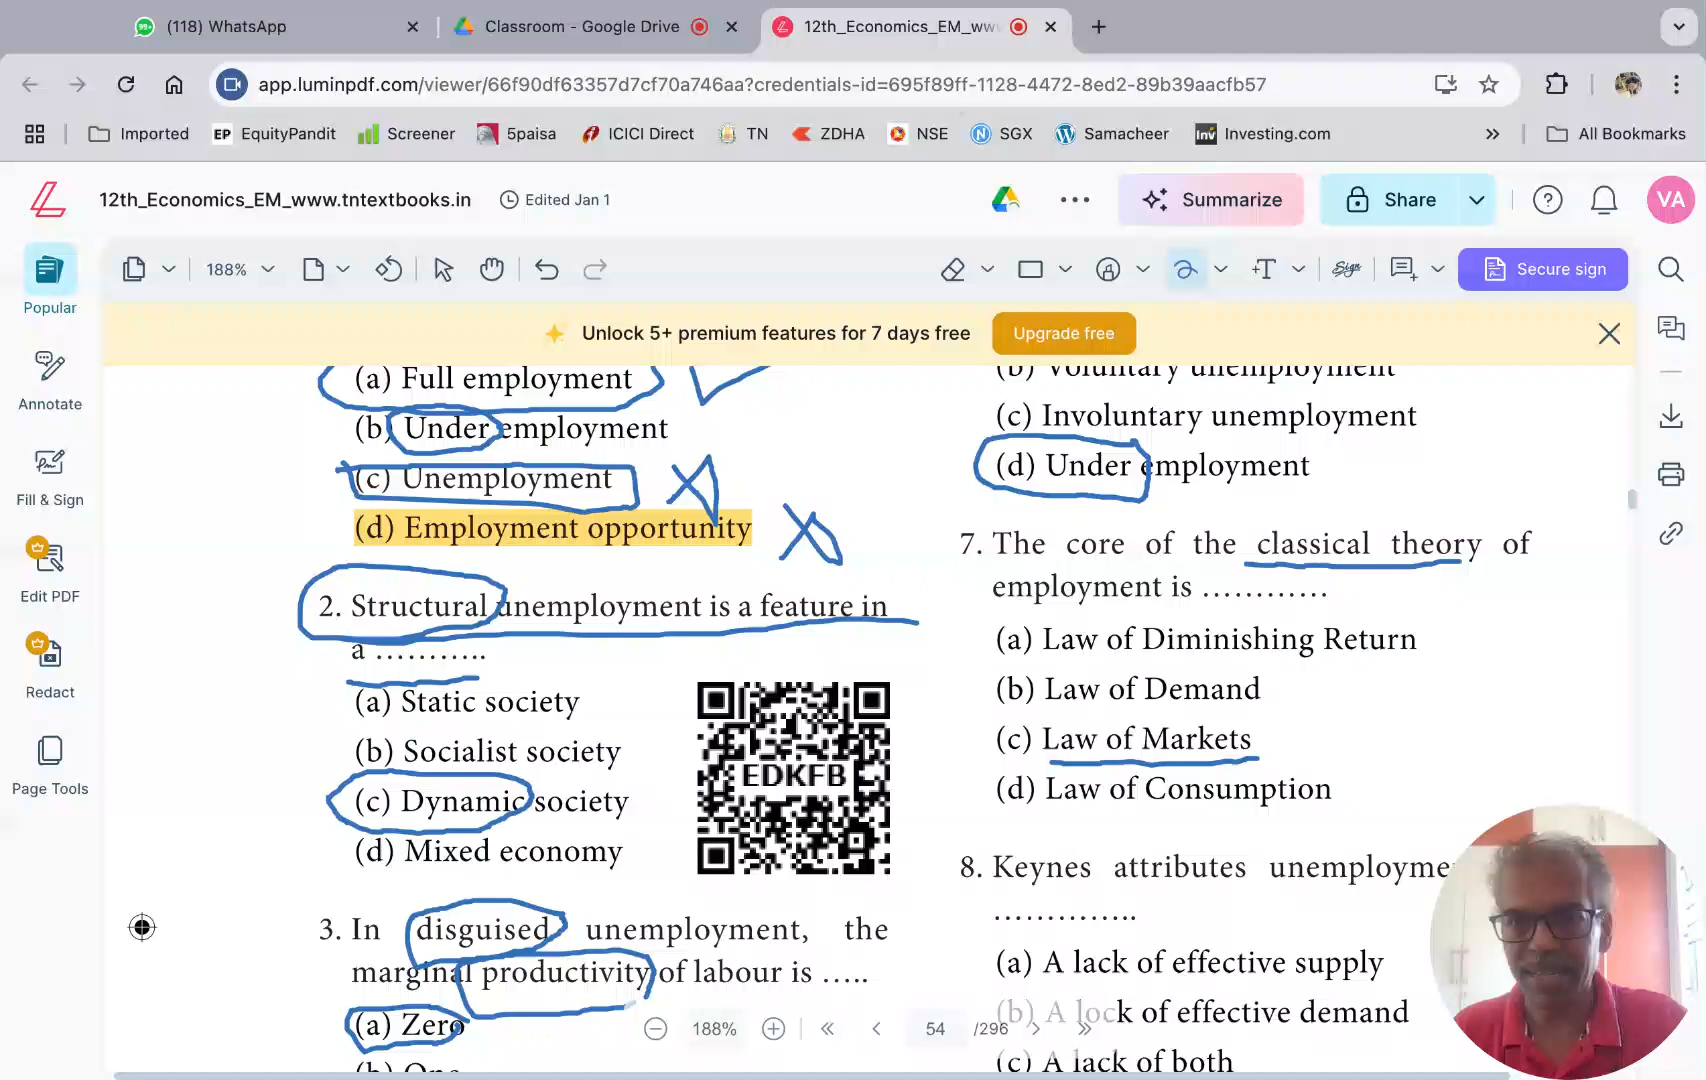 (118) WhatsApp
Classroom - Google Drive
12th_Economics_EM_ww
app.luminpdf.com/viewer/66f90df63357d7cf70a746aa?credentials-id=695f89ff-1128-4472-8ed2-89b39aacfb57
Imported
EP EquityPandit
Screener
5paisa
ICICI Direct
TN
ZDHA
NSE
N SGX
Samacheer
Inv Investing.com
All Bookmarks
12th_Economics_EM_www.tntextbooks.in
Edited Jan 1
Summarize
Share
VA
188%
T
Sign
Secure sign
Popular
Annotate
Fill & Sign
Edit PDF
Redact
Page Tools
Unlock 5+ premium features for 7 days free
Upgrade free
(a) Full employment
(b) Under employment
(c) Unemployment
(d) Employment opportunity
2. Structural unemployment is a feature in
a ...........
(a) Static society
(b) Socialist society
(c) Dynamic society
(d) Mixed economy
EDKFB
3. In disguised unemployment, the
marginal productivity of labour is .....
(a) Zero
(b) One
(b) Voluntary unemployment
(c) Involuntary unemployment
(d) Under employment
7. The core of the classical theory of
employment is ............
(a) Law of Diminishing Return
(b) Law of Demand
(c) Law of Markets
(d) Law of Consumption
8. Keynes attributes
..............
(a) A lack of effective supply
(b) A lock of effective demand
(c) A lack of both
188%
54 /296